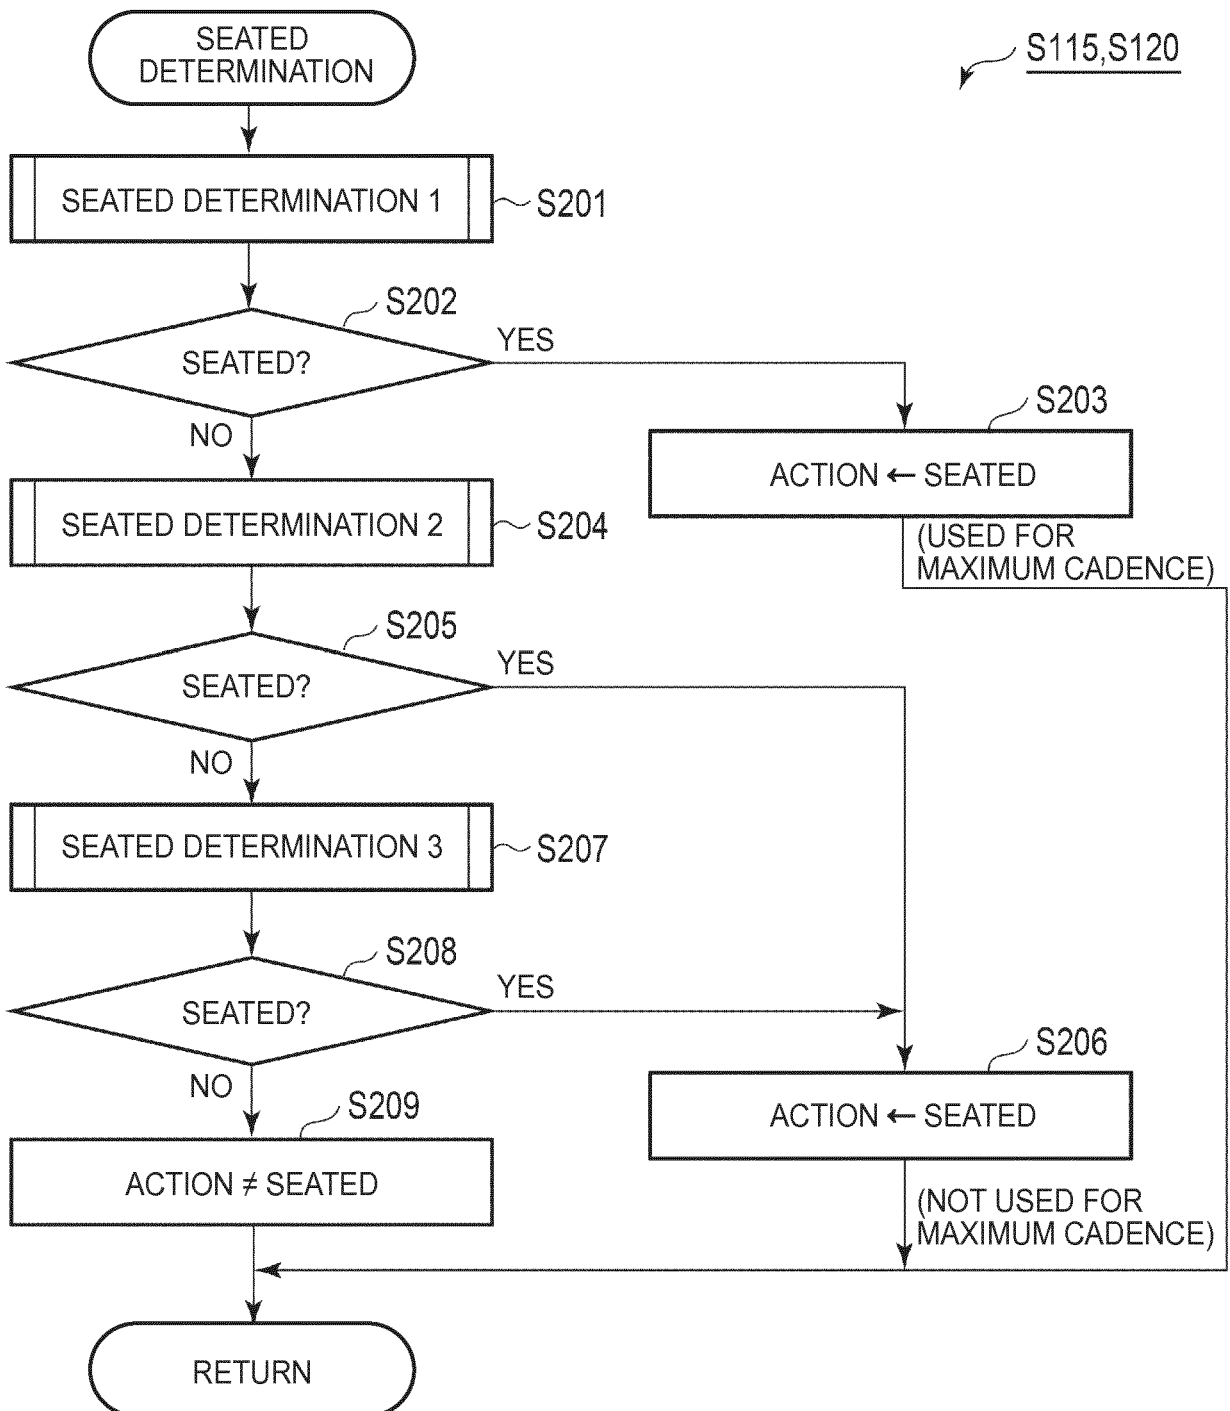 SEATED
DETERMINATION
S115,S120
SEATED DETERMINATION 1
S201
S202
SEATED?
YES
NO
S203
ACTION ← SEATED
(USED FOR
MAXIMUM CADENCE)
SEATED DETERMINATION 2
S204
S205
SEATED?
YES
NO
SEATED DETERMINATION 3
S207
S208
SEATED?
YES
NO
S206
ACTION ← SEATED
(NOT USED FOR
MAXIMUM CADENCE)
S209
ACTION ≠ SEATED
RETURN